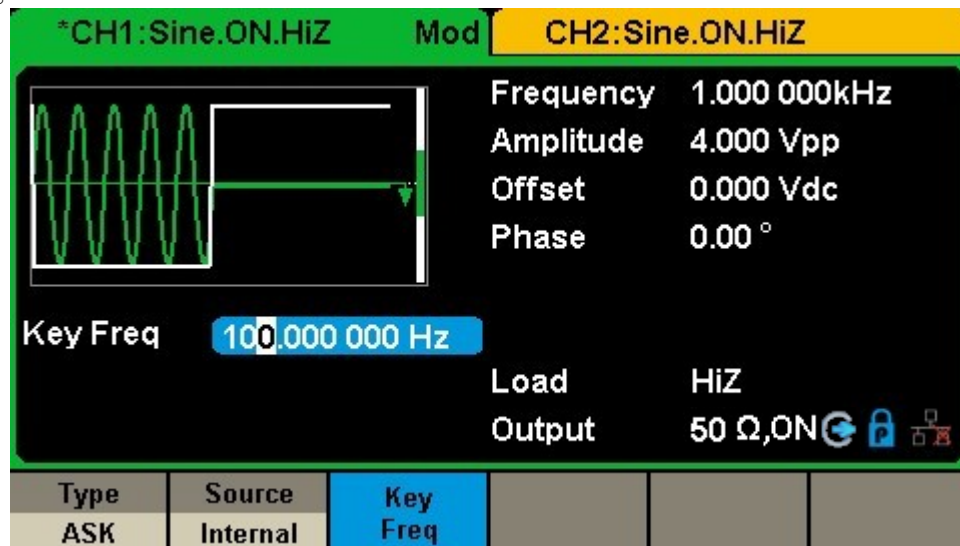 *CH1:Sine.ON.HiZ Mod CH2:Sine.ON.HiZ
Frequency 1.000 000kHz
Amplitude 4.000 Vpp
Offset 0.000 Vdc
Phase 0.00 °
Key Freq 100.000 000 Hz
Load HiZ
Output 50 Ω,ON P
Type Source Key
ASK Internal Freq